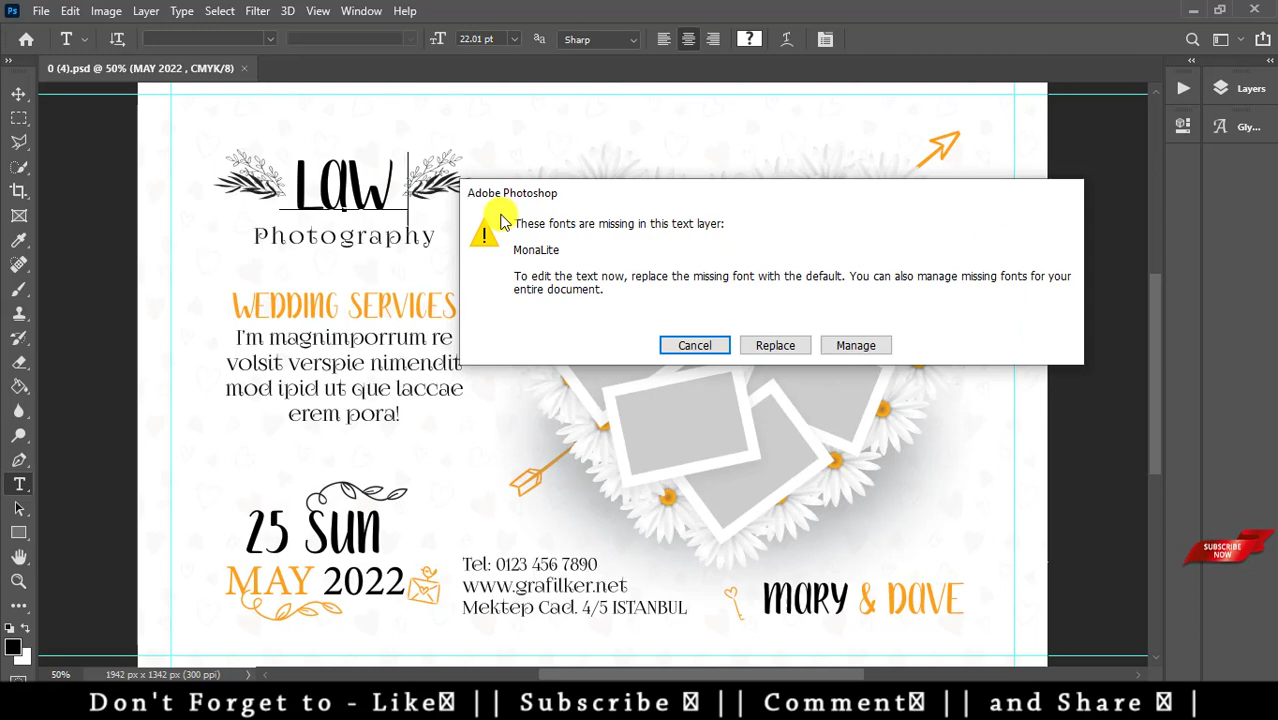 Ps File Edit Image Layer Type Select Filter 3D View Window Help
T 22.01 pt aa Sharp ?
0 (4).psd @ 50% (MAY 2022 , CMYK/8) ×
Layers
Gly...
Law
Photography
WEDDING SERVICES
I'm magnimporrum re
volsit verspie nimendit
mod ipid ut que laccae
erem pora!
25 Sun
MAY 2022
Adobe Photoshop
These fonts are missing in this text layer:
MonaLite
To edit the text now, replace the missing font with the default. You can also manage missing fonts for your
entire document.
Cancel Replace Manage
Tel: 0123 456 7890
www.grafilker.net
Mektep Cad. 4/5 ISTANBUL
MARY & DAVE
SUBSCRIBE
NOW
50% 1942 px x 1342 px (300 ppi)
Don't Forget to - Like || Subscribe || Comment || and Share |